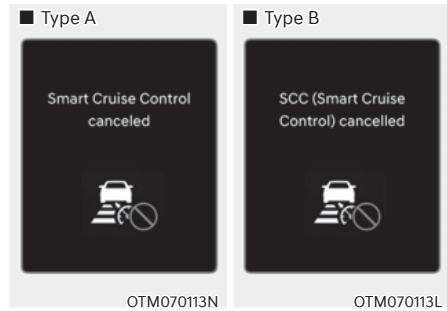 ■ Type A
Smart Cruise Control
canceled
OTM070113N
■ Type B
SCC (Smart Cruise
Control) cancelled
OTM070113L